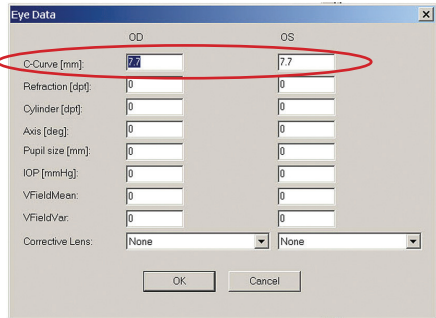 Eye Data
OD OS
C-Curve [mm]: 7.7 7.7
Refraction [dpt]: 0 0
Cylinder [dpt]: 0 0
Axis [deg]: 0 0
Pupil size [mm]: 0 0
IOP [mmHg]: 0 0
VFieldMean: 0 0
VFieldVar: 0 0
Corrective Lens: None None
OK Cancel